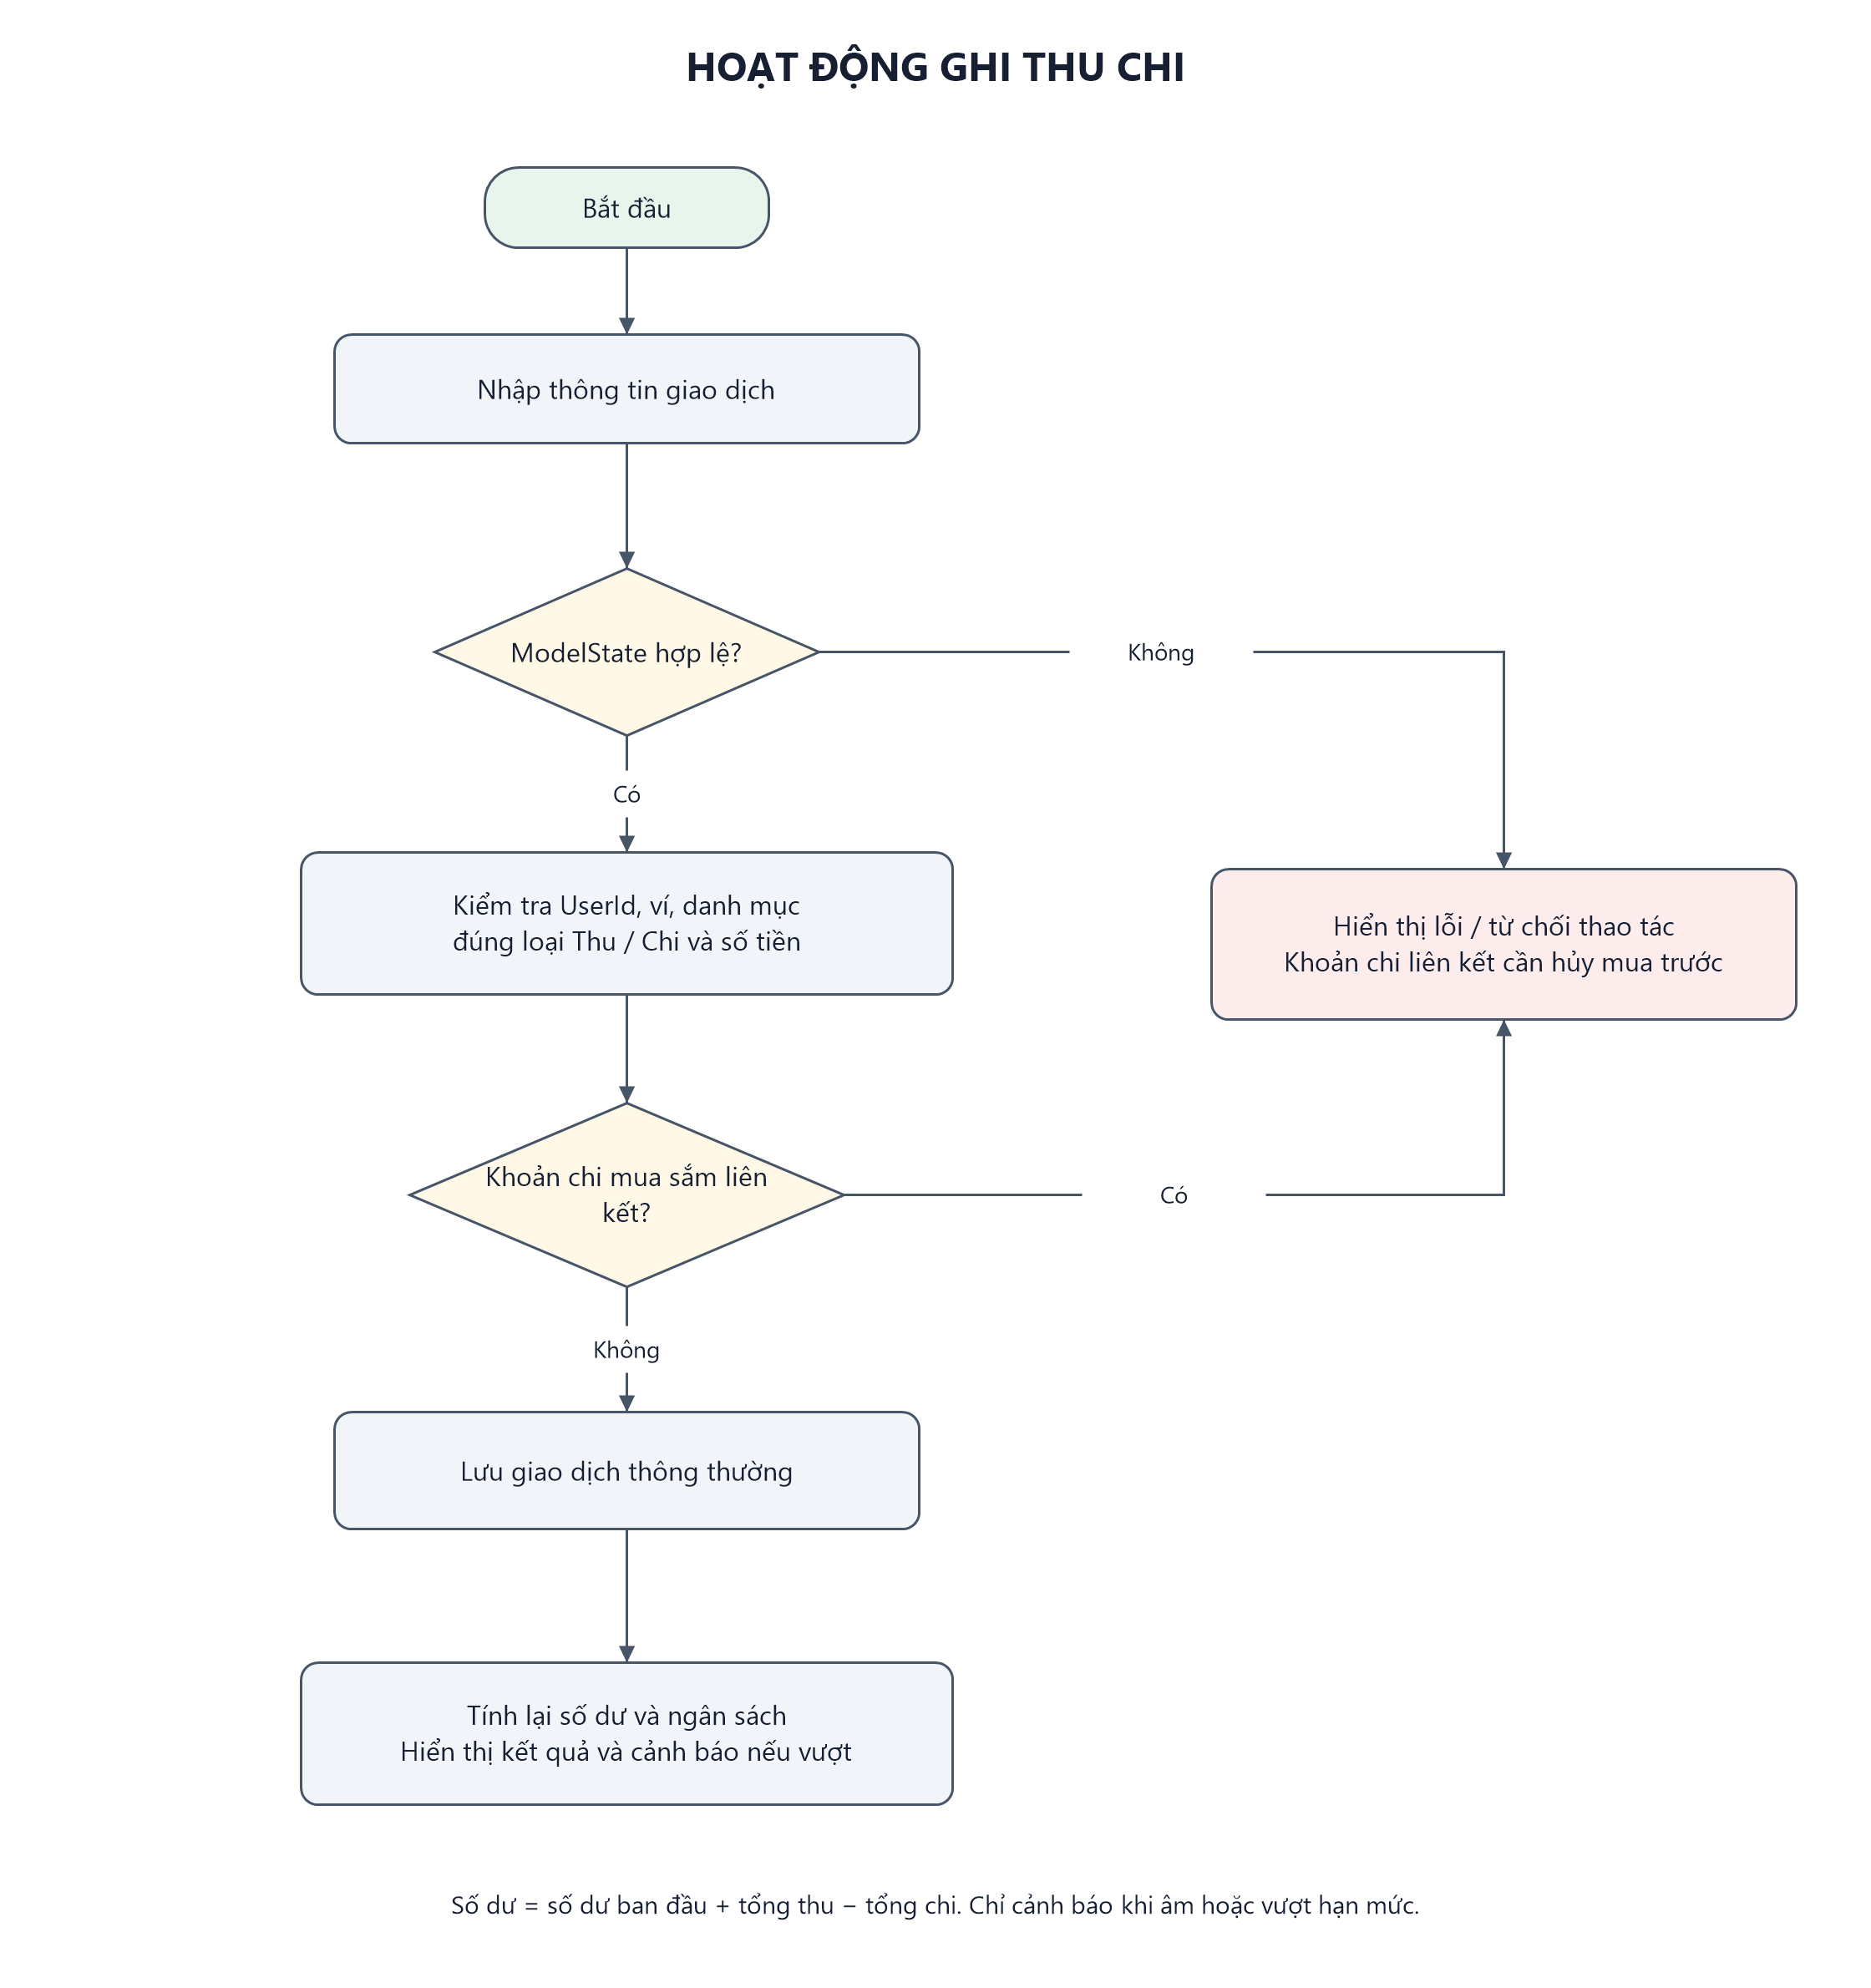 HOẠT ĐỘNG GHI THU CHI
Bắt đầu
Nhập thông tin giao dịch
ModelState hợp lệ?
Không
Có
Kiểm tra UserId, ví, danh mục
đúng loại Thu / Chi và số tiền
Hiển thị lỗi / từ chối thao tác
Khoản chi liên kết cần hủy mua trước
Khoản chi mua sắm liên
kết?
Có
Không
Lưu giao dịch thông thường
Tính lại số dư và ngân sách
Hiển thị kết quả và cảnh báo nếu vượt
Số dư = số dư ban đầu + tổng thu − tổng chi. Chỉ cảnh báo khi âm hoặc vượt hạn mức.